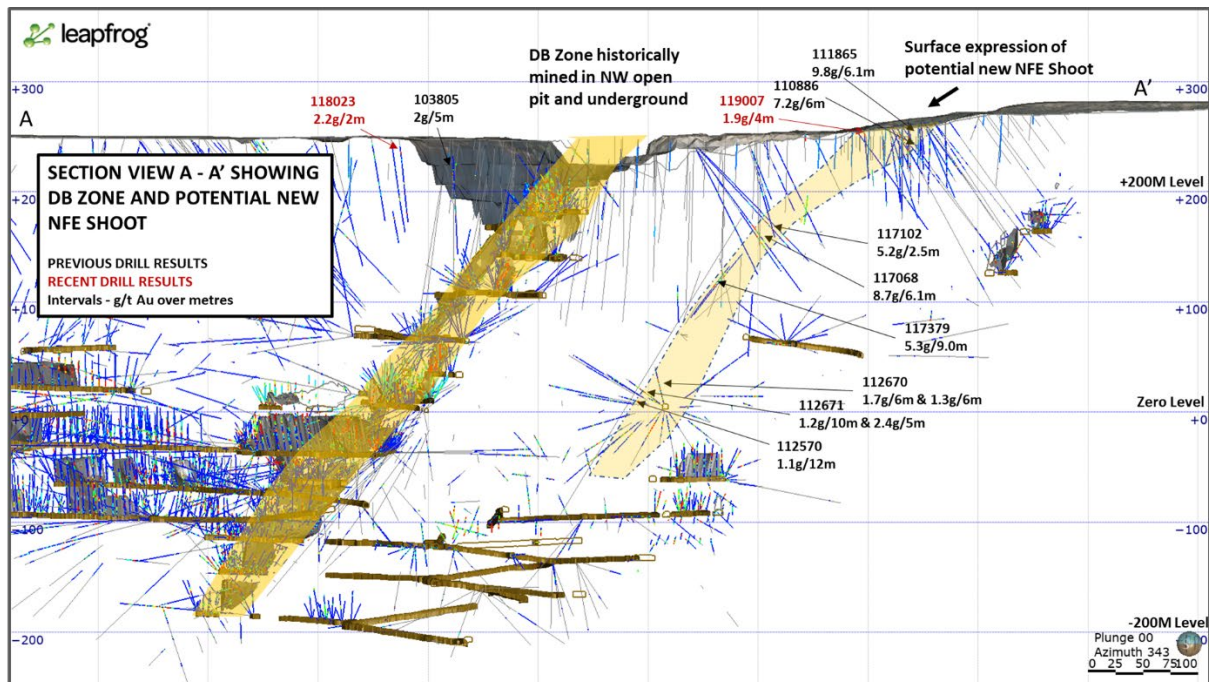 leapfrog®
+300
A
118023
2.2g/2m
103805
2g/5m
DB Zone historically
mined in NW open
pit and underground
119007
1.9g/4m
111865
9.8g/6.1m
110886
7.2g/6m
Surface expression of
potential new NFE Shoot
A'
+300
SECTION VIEW A - A' SHOWING
DB ZONE AND POTENTIAL NEW
NFE SHOOT
PREVIOUS DRILL RESULTS
RECENT DRILL RESULTS
Intervals - g/t Au over metres
+200M Level
+200
117102
5.2g/2.5m
117068
8.7g/6.1m
+100
+100
117379
5.3g/9.0m
112670
1.7g/6m & 1.3g/6m
Zero Level
+0
+0
112671
1.2g/10m & 2.4g/5m
112570
1.1g/12m
-100
-100
-200
-200M Level
Plunge 00
Azimuth 343
0 25 50 75 100